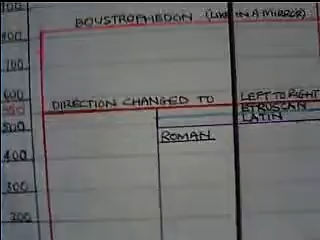 BOUSTROPHEDON (LIKE IN A MIRROR)
800
700
600
DIRECTION CHANGED TO LEFT TO RIGHT
550
ETRUSCAN
LATIN
500
ROMAN
400
300
200